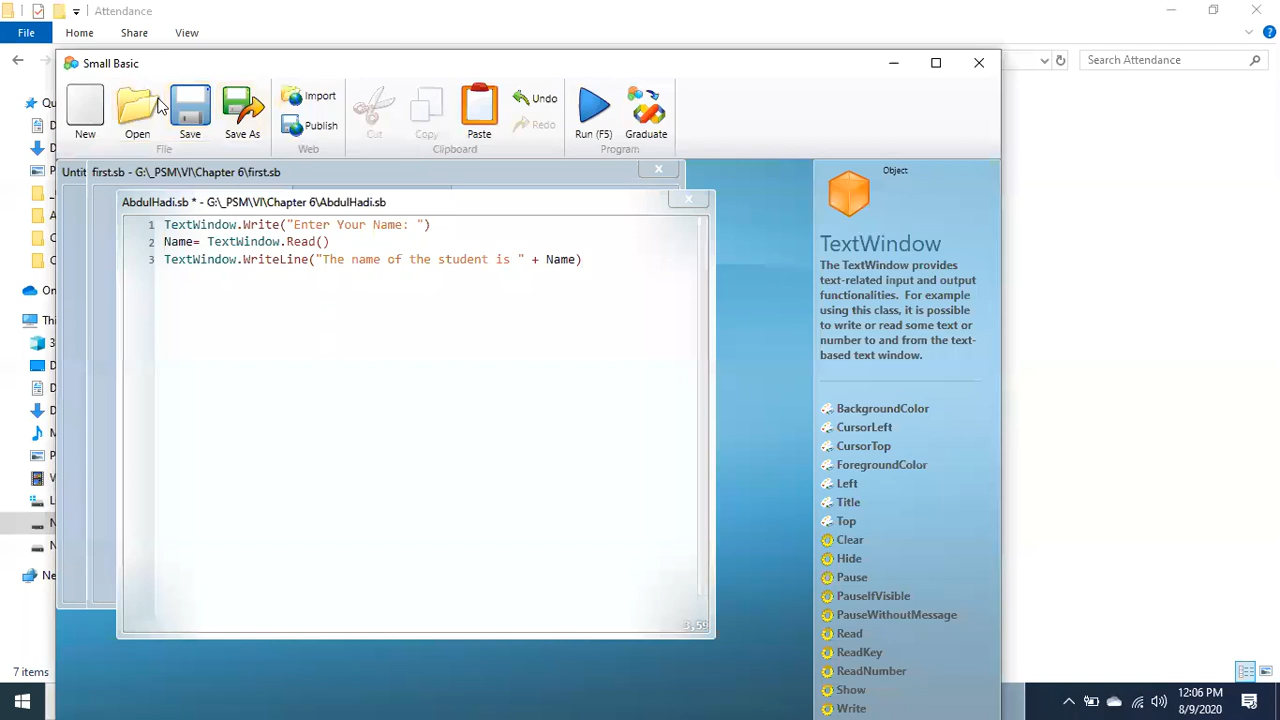 Attendance
File Home Share View
Search Attendance
Small Basic
New Open Save Save As Import Publish Cut Copy Paste Undo Redo Run (F5) Graduate
File Web Clipboard Program
first.sb - G:\_PSM\VI\Chapter 6\first.sb
AbdulHadi.sb * - G:\_PSM\VI\Chapter 6\AbdulHadi.sb
1 TextWindow.Write("Enter Your Name: ")
2 Name= TextWindow.Read()
3 TextWindow.WriteLine("The name of the student is " + Name)
3,59
Object
TextWindow
The TextWindow provides
text-related input and output
functionalities. For example
using this class, it is possible
to write or read some text or
number to and from the text-
based text window.
BackgroundColor
CursorLeft
CursorTop
ForegroundColor
Left
Title
Top
Clear
Hide
Pause
PauseIfVisible
PauseWithoutMessage
Read
ReadKey
ReadNumber
Show
Write
7 items
12:06 PM
8/9/2020